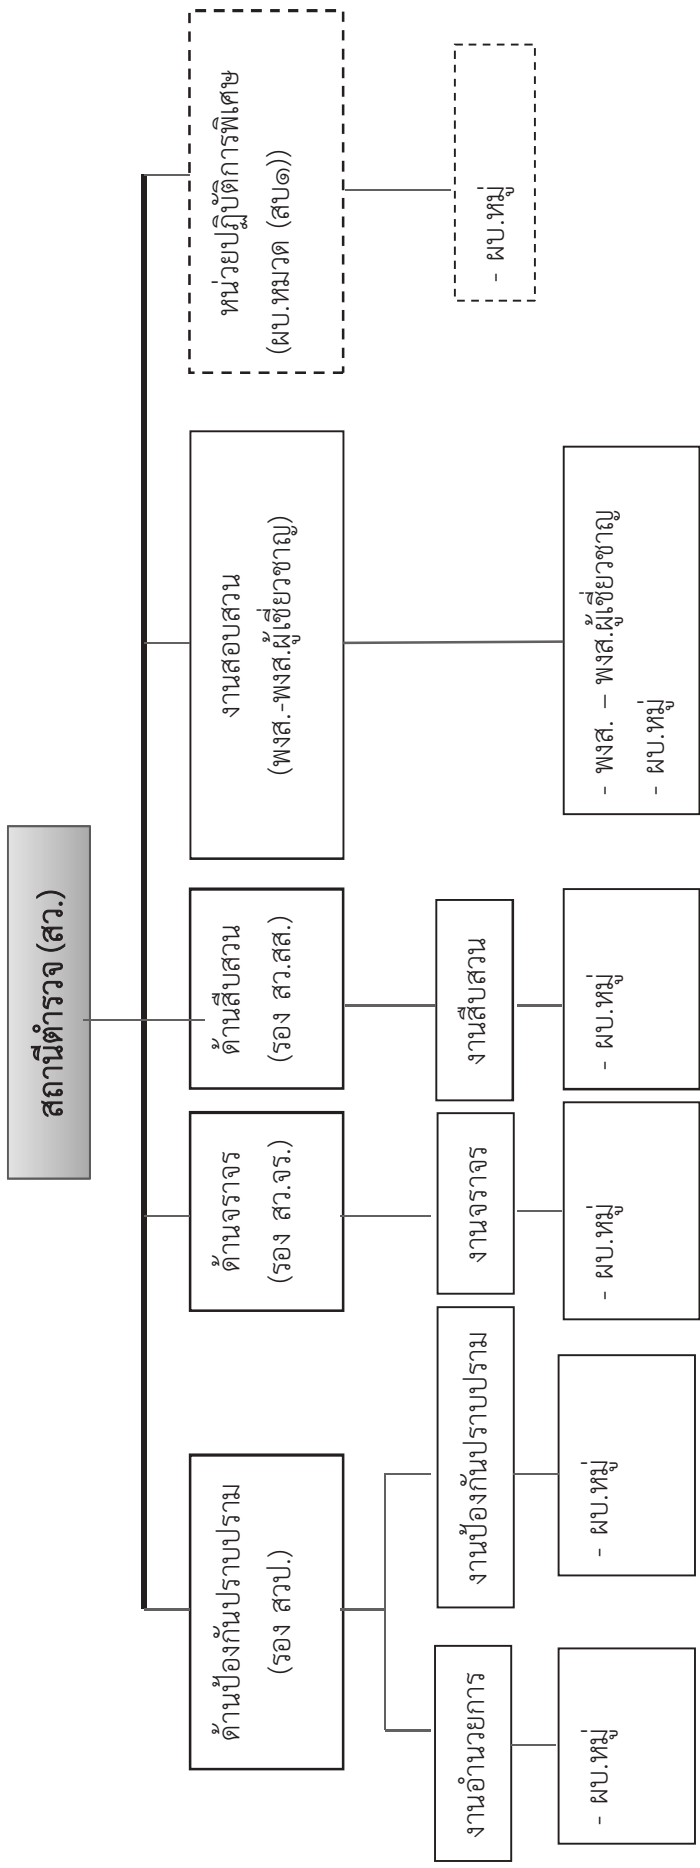 สถานีตำรวจ (สว.)
ด้านป้องกันปราบปราม
(รอง สวป.)
ด้านจราจร
(รอง สว.จร.)
ด้านสืบสวน
(รอง สว.สส.)
งานสอบสวน
(พงส.-พงส.ผู้เชี่ยวชาญ)
หน่วยปฏิบัติการพิเศษ
(ผบ.หมวด (สบ๑))
งานอำนวยการ
งานป้องกันปราบปราม
งานจราจร
งานสืบสวน
- ผบ.หมู่
- ผบ.หมู่
- ผบ.หมู่
- ผบ.หมู่
- พงส. – พงส.ผู้เชี่ยวชาญ
- ผบ.หมู่
- ผบ.หมู่